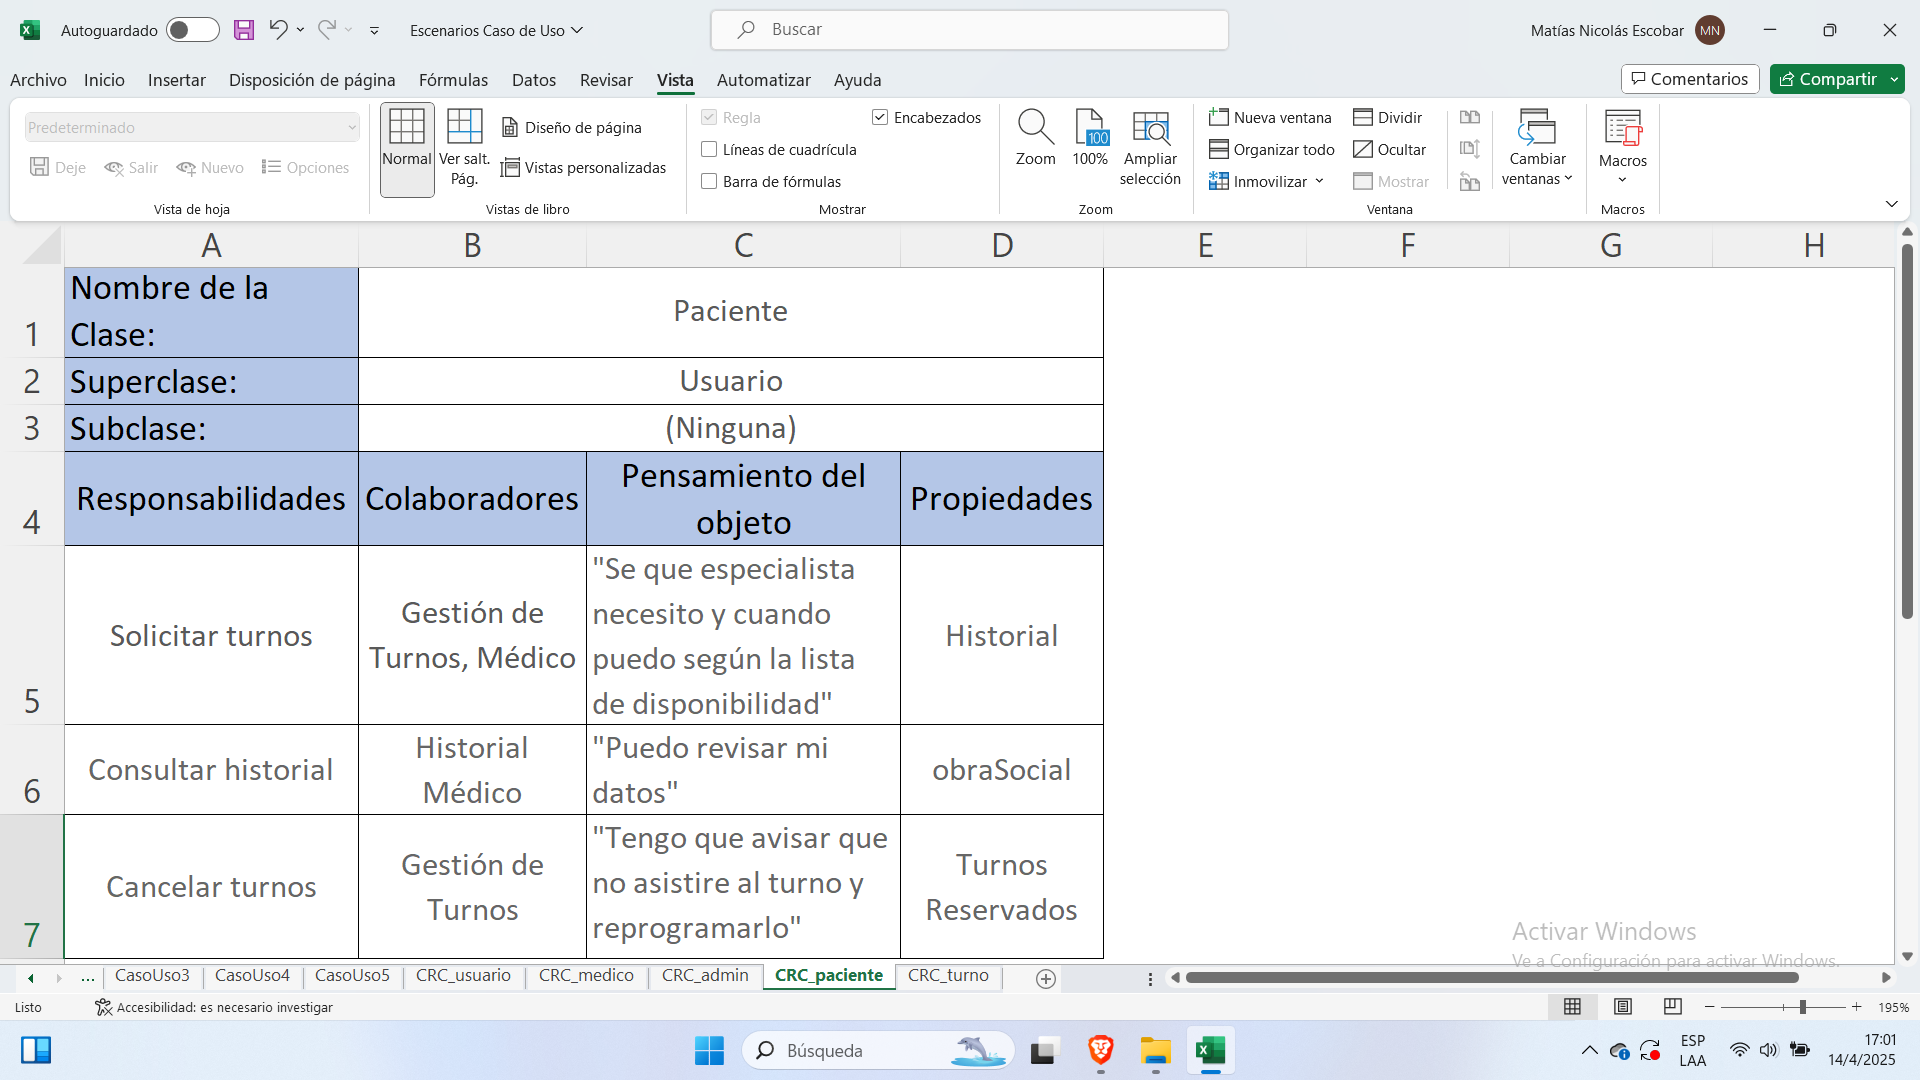 Autoguardado
Escenarios Caso de Uso
Buscar
Matías Nicolás Escobar
MN
Archivo Inicio Insertar Disposición de página Fórmulas Datos Revisar Vista Automatizar Ayuda
Comentarios
Compartir
Predeterminado
Deje Salir Nuevo Opciones
Vista de hoja
Normal
Ver salt. Pág.
Diseño de página
Vistas personalizadas
Vistas de libro
Regla
Encabezados
Líneas de cuadrícula
Barra de fórmulas
Mostrar
Zoom
100
100%
Ampliar selección
Zoom
Nueva ventana
Organizar todo
Inmovilizar
Dividir
Ocultar
Mostrar
Cambiar ventanas
Ventana
Macros
Macros
A B C D E F G H
1
Nombre de la Clase:
Paciente
2 Superclase: Usuario
3 Subclase: (Ninguna)
4
Responsabilidades
Colaboradores
Pensamiento del
objeto
Propiedades
5
Solicitar turnos
Gestión de
Turnos, Médico
"Se que especialista
necesito y cuando
puedo según la lista
de disponibilidad"
Historial
6
Consultar historial
Historial
Médico
"Puedo revisar mi
datos"
obraSocial
7
Cancelar turnos
Gestión de
Turnos
"Tengo que avisar que
no asistire al turno y
reprogramarlo"
Turnos
Reservados
Activar Windows
Ve a Configuración para activar Windows.
... CasoUso3 CasoUso4 CasoUso5 CRC_usuario CRC_medico CRC_admin CRC_paciente CRC_turno
Listo
Accesibilidad: es necesario investigar
195%
Búsqueda
ESP
LAA
17:01
14/4/2025